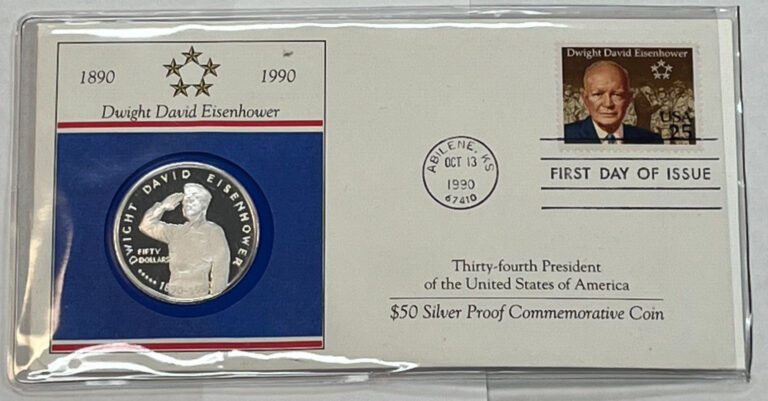 1890
1990
Dwight David Eisenhower
DWIGHT DAVID EISENHOWER
FIFTY
DOLLARS
Dwight David Eisenhower
USA
25
ABILENE, KS
OCT 13
1990
67410
FIRST DAY OF ISSUE
Thirty-fourth President
of the United States of America
$50 Silver Proof Commemorative Coin